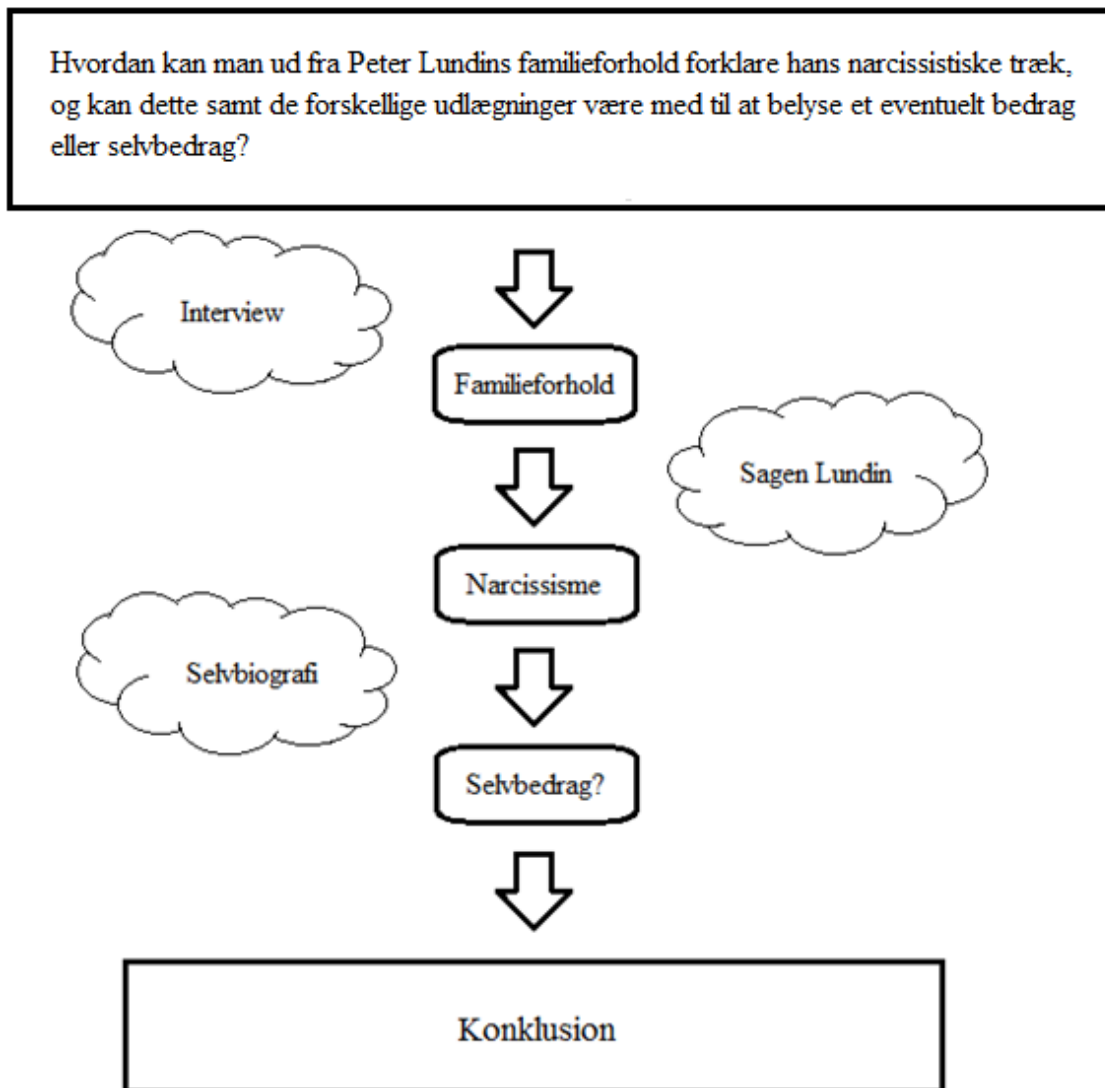 Hvordan kan man ud fra Peter Lundins familieforhold forklare hans narcissistiske træk,
og kan dette samt de forskellige udlægninger være med til at belyse et eventuelt bedrag
eller selvbedrag?
Interview
Familieforhold
Sagen Lundin
Narcissisme
Selvbiografi
Selvbedrag?
Konklusion